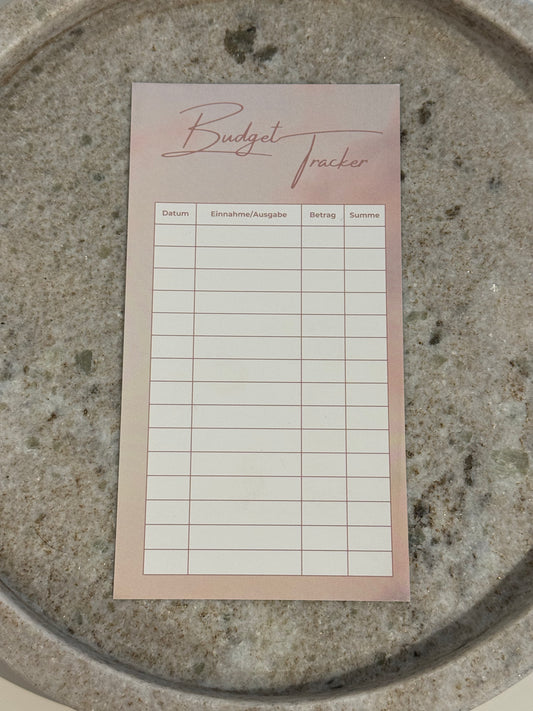 Budget
Tracker
Datum Einnahme/Ausgabe Betrag Summe